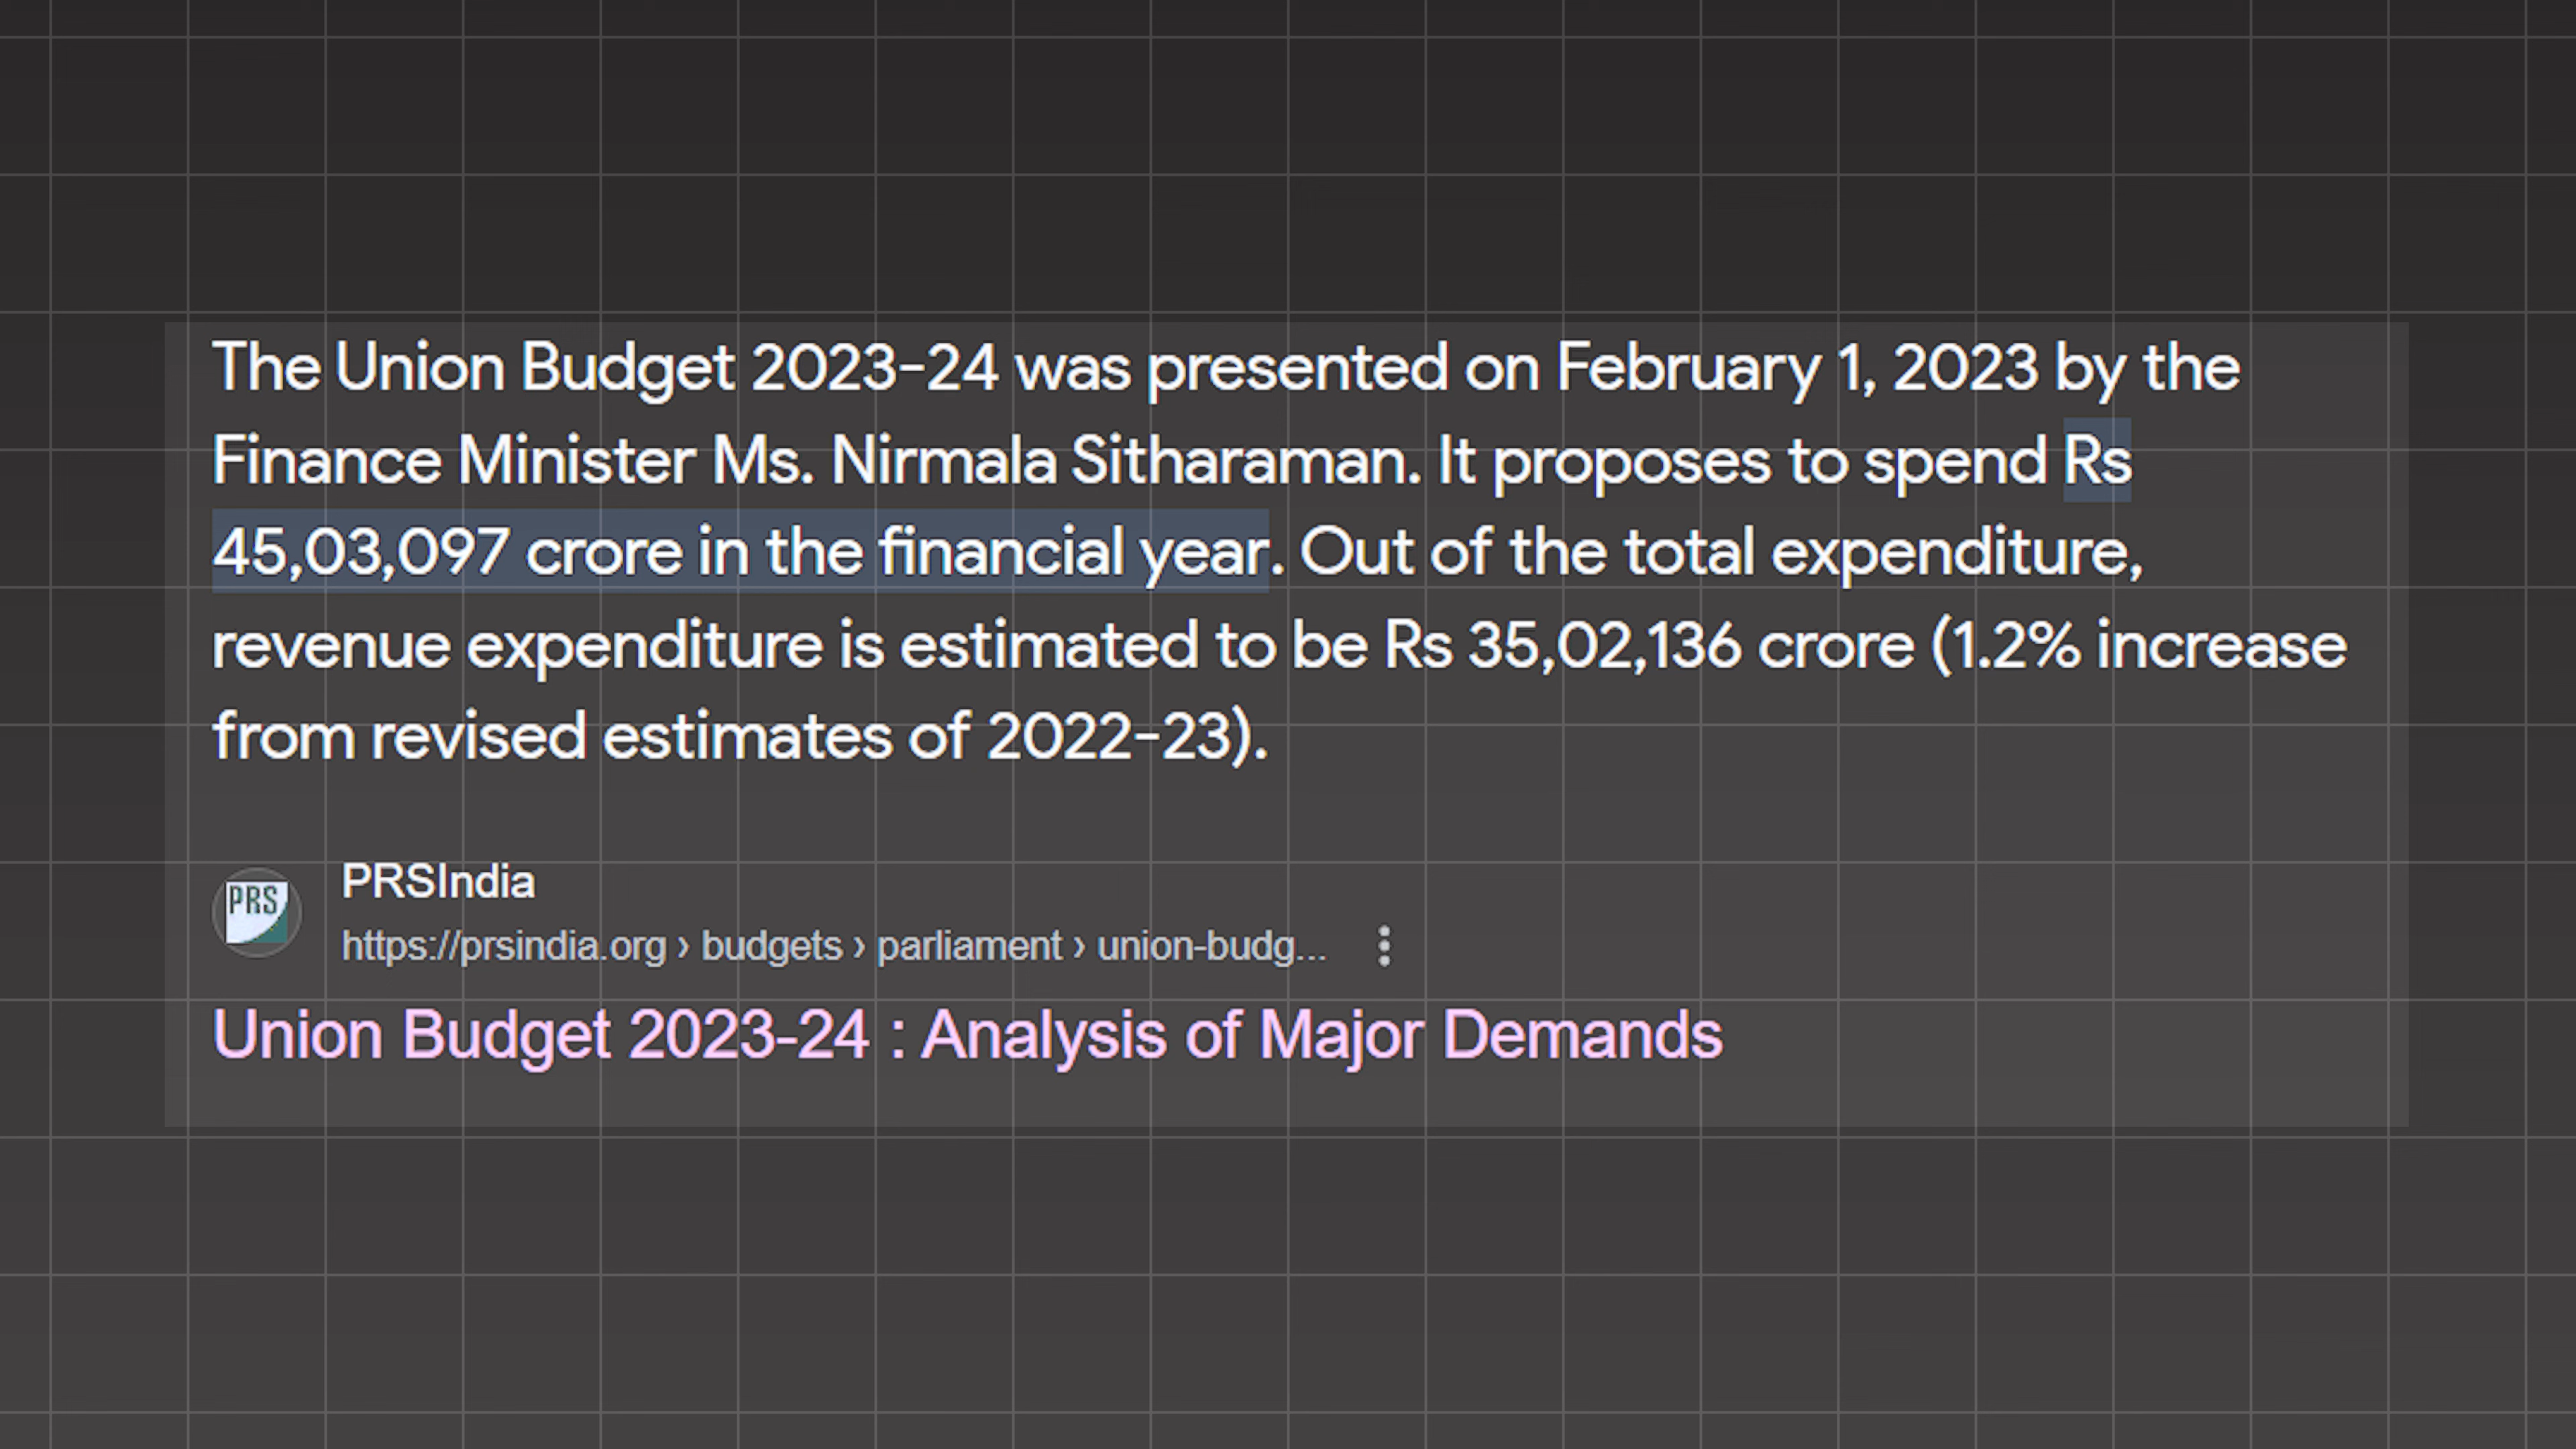 The Union Budget 2023-24 was presented on February 1, 2023 by the
Finance Minister Ms. Nirmala Sitharaman. It proposes to spend Rs
45,03,097 crore in the financial year. Out of the total expenditure,
revenue expenditure is estimated to be Rs 35,02,136 crore (1.2% increase
from revised estimates of 2022-23).
PRS
PRSIndia
https://prsindia.org › budgets › parliament › union-budg...
Union Budget 2023-24 : Analysis of Major Demands